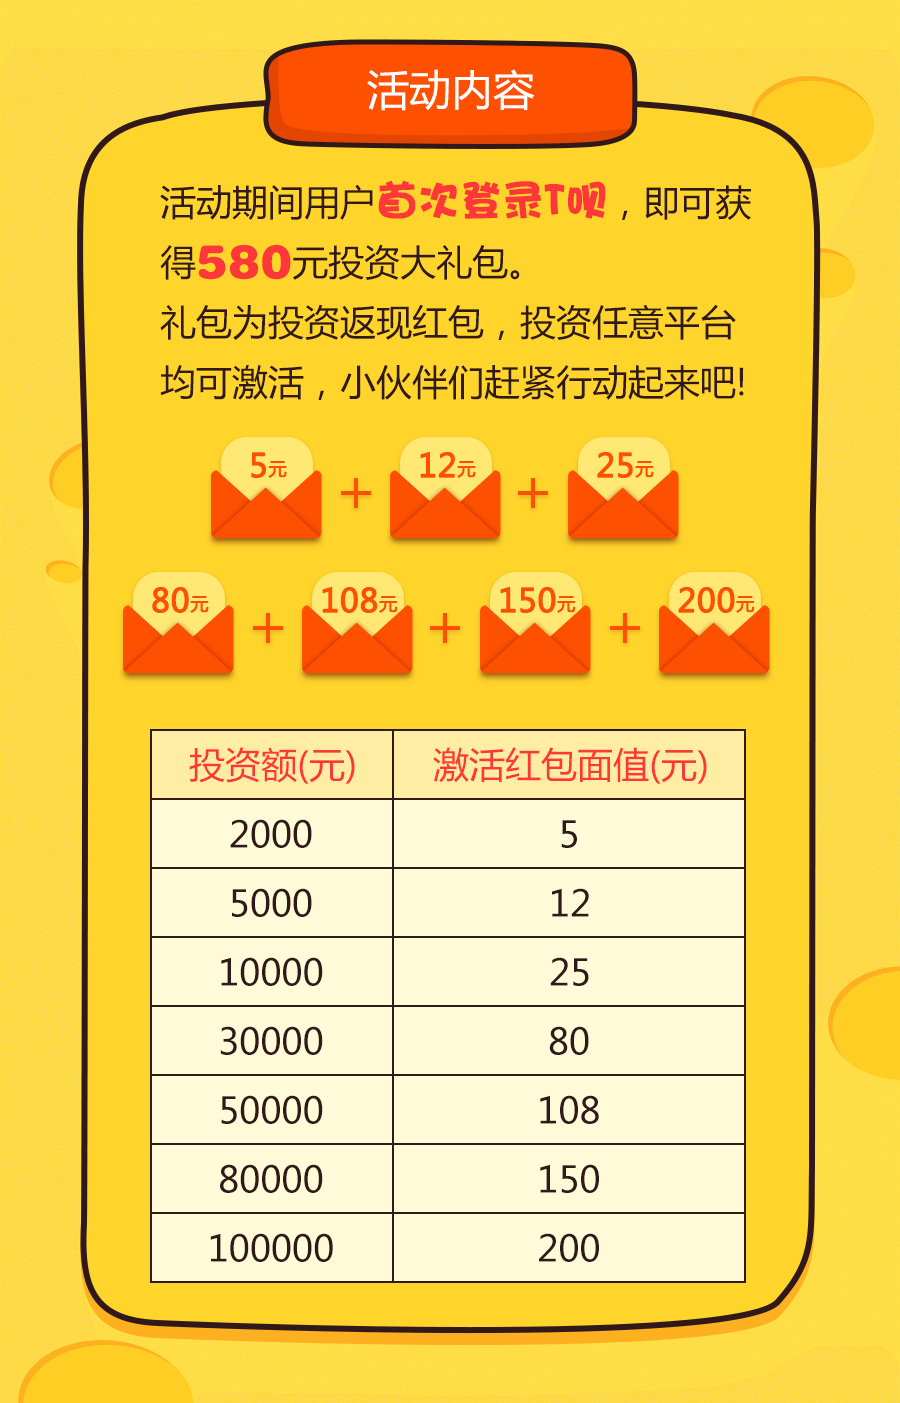 活动内容
活动期间用户首次登录T呗，即可获
得580元投资大礼包。
礼包为投资返现红包，投资任意平台
均可激活，小伙伴们赶紧行动起来吧!
5元 + 12元 + 25元
80元 + 108元 + 150元 + 200元
投资额(元) 激活红包面值(元)
2000 5
5000 12
10000 25
30000 80
50000 108
80000 150
100000 200